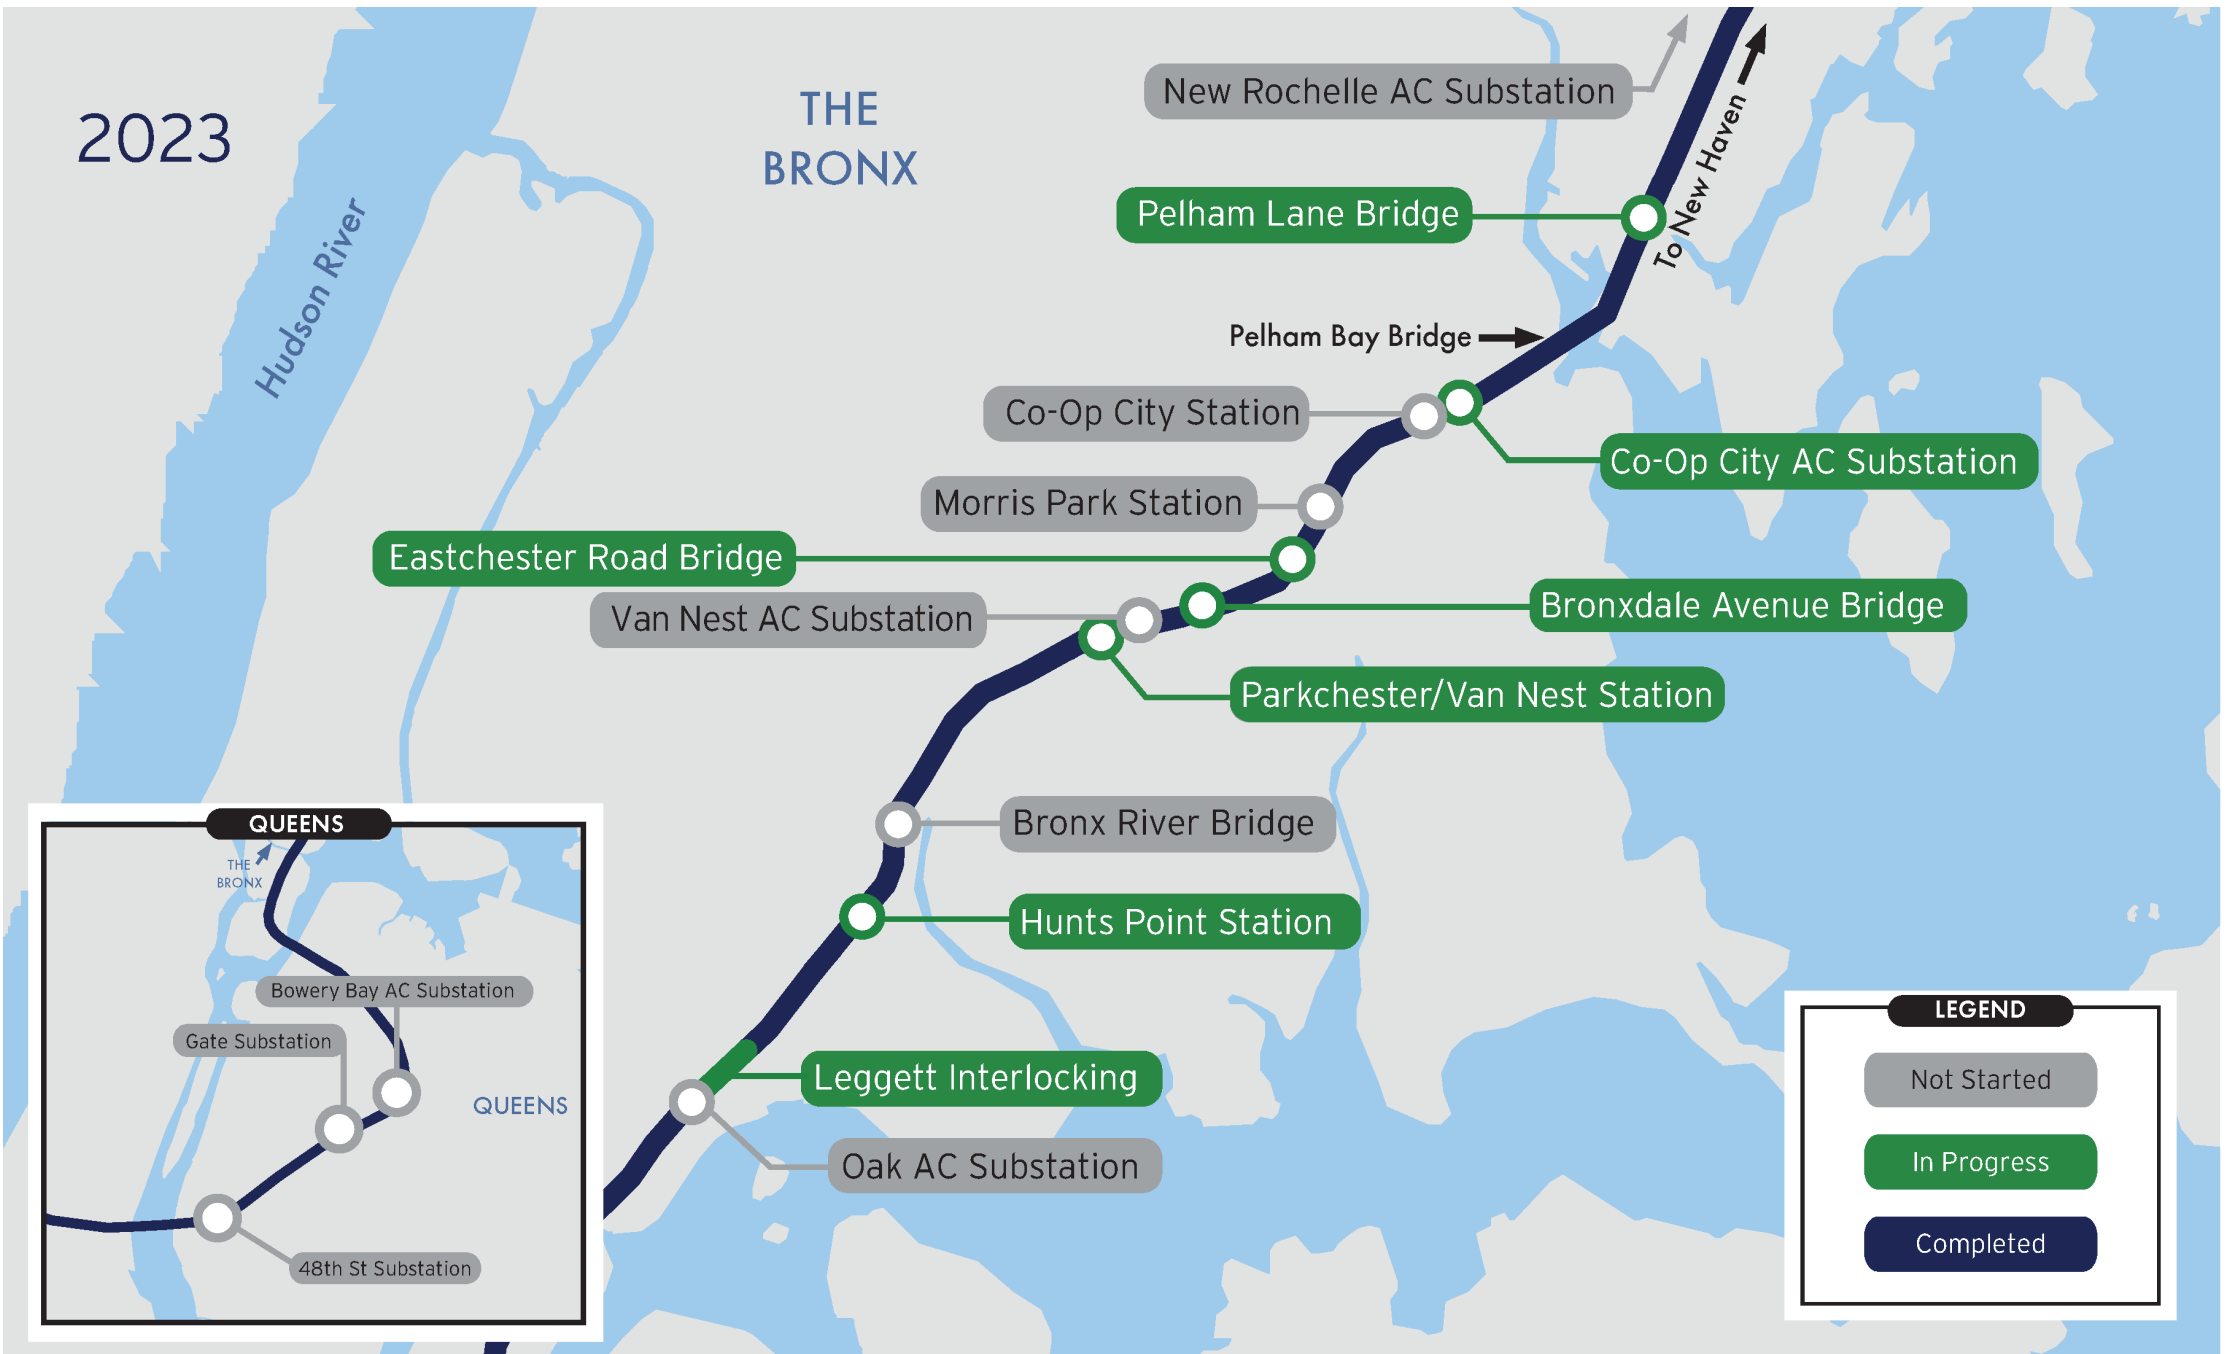 2023
THE
BRONX
Hudson River
New Rochelle AC Substation
To New Haven
Pelham Lane Bridge
Pelham Bay Bridge
Co-Op City Station
Co-Op City AC Substation
Morris Park Station
Eastchester Road Bridge
Van Nest AC Substation
Bronxdale Avenue Bridge
Parkchester/Van Nest Station
Bronx River Bridge
Hunts Point Station
Leggett Interlocking
Oak AC Substation
QUEENS
THE
BRONX
Bowery Bay AC Substation
Gate Substation
QUEENS
48th St Substation
LEGEND
Not Started
In Progress
Completed